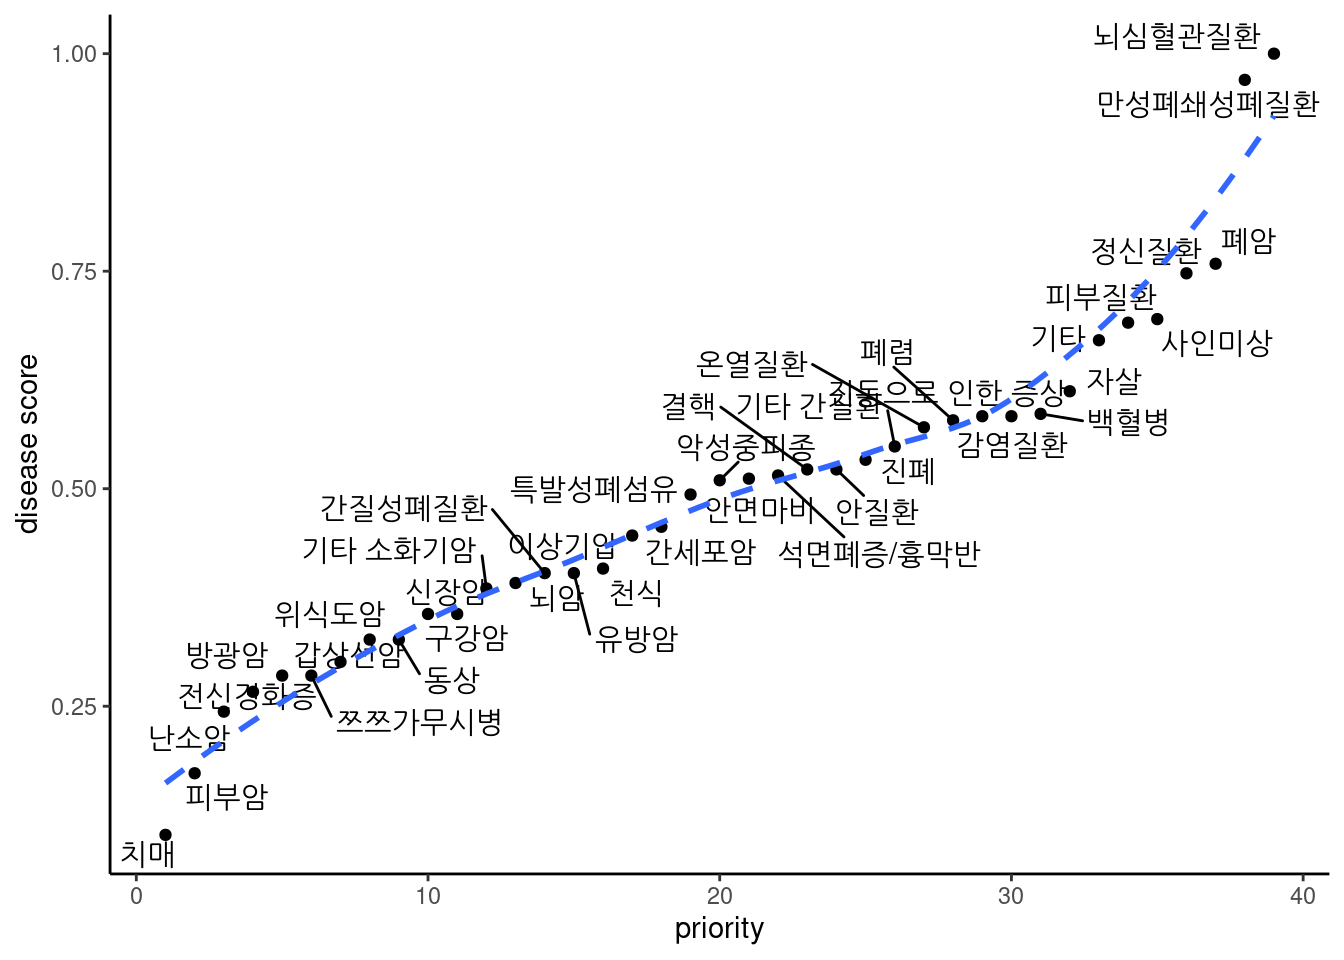 뇌심혈관질환
1.00
만성폐쇄성폐질환
폐암
정신질환
0.75
피부질환
기타
사인미상
폐렴
온열질환
자살
진동으로 인한 증상
결핵
기타 간질환
백혈병
악성중피종
감염질환
진폐
특발성폐섬유
0.50
간질성폐질환
안면마비
안질환
이상기압
기타 소화기암
간세포암
석면폐증/흉막반
신장암
뇌암
천식
위식도암
구강암
유방암
방광암
갑상선암
동상
전신경화증
0.25
쯔쯔가무시병
난소암
피부암
치매
0
10
20
30
40
priority
disease score